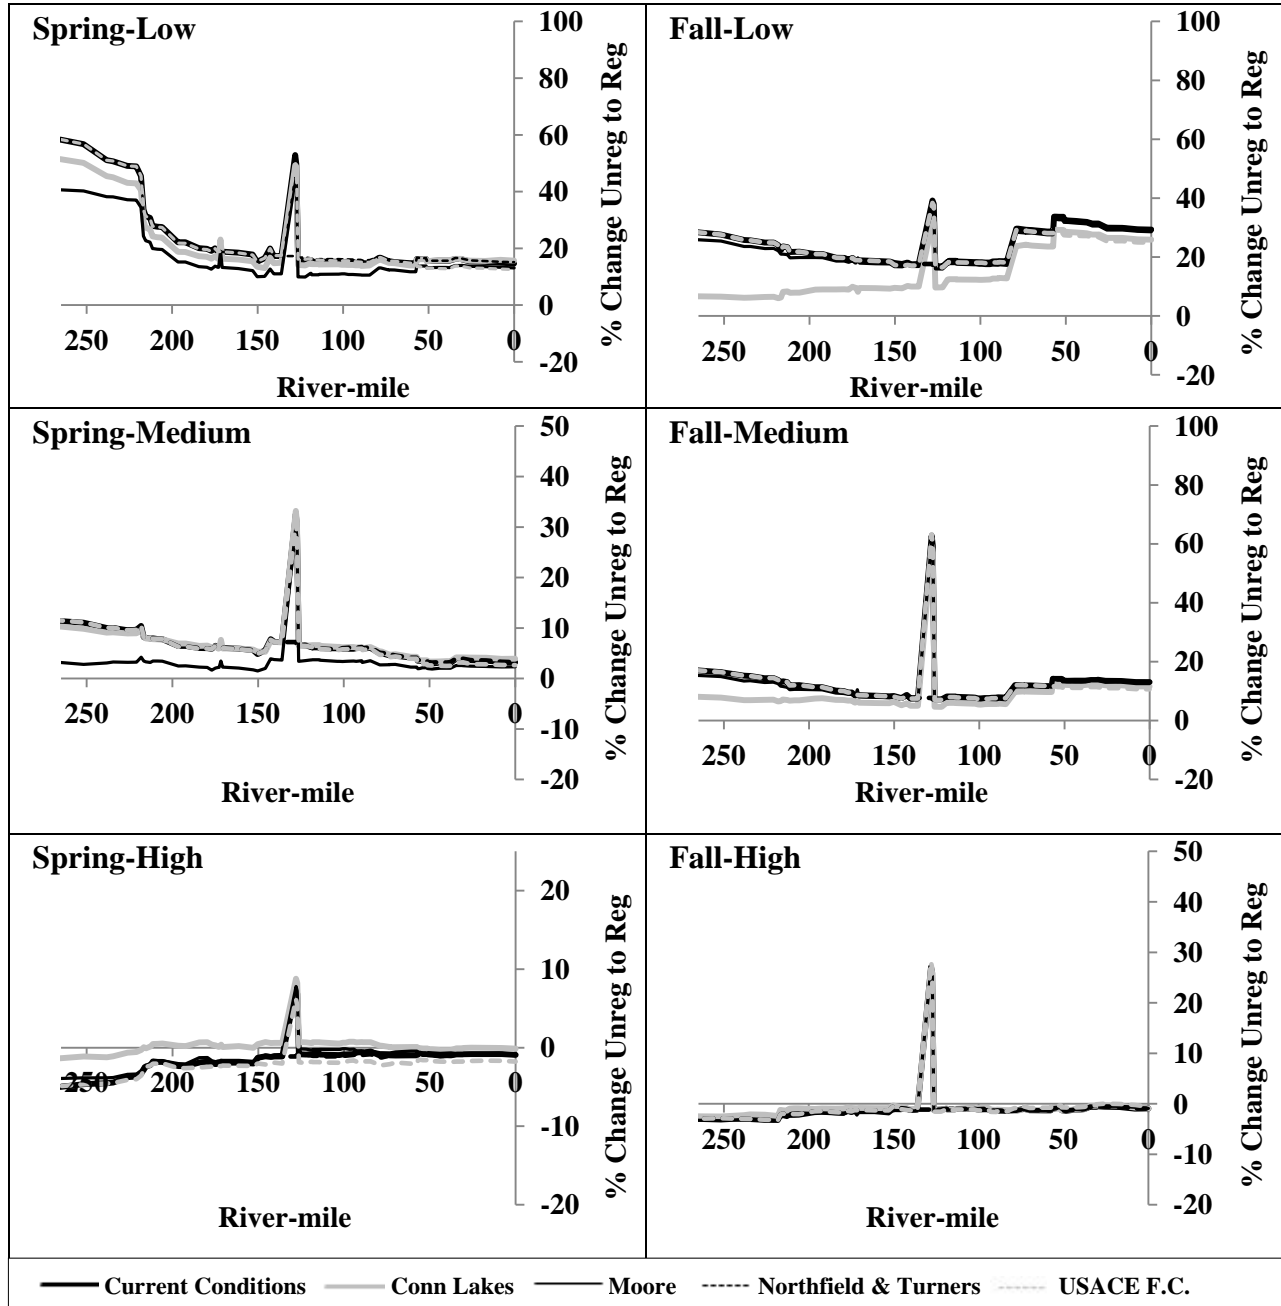 Spring-Low
100
80
60
40
20
0
-20
250 200 150 100 50 0
River-mile
% Change Unreg to Reg
Fall-Low
100
80
60
40
20
0
-20
250 200 150 100 50 0
River-mile
% Change Unreg to Reg
Spring-Medium
50
40
30
20
10
0
-10
-20
250 200 150 100 50 0
River-mile
% Change Unreg to Reg
Fall-Medium
100
80
60
40
20
0
-20
250 200 150 100 50 0
River-mile
% Change Unreg to Reg
Spring-High
20
10
0
-10
-20
250 200 150 100 50 0
River-mile
% Change Unreg to Reg
Fall-High
50
40
30
20
10
0
-10
-20
250 200 150 100 50 0
River-mile
% Change Unreg to Reg
Current Conditions Conn Lakes Moore Northfield & Turners USACE F.C.